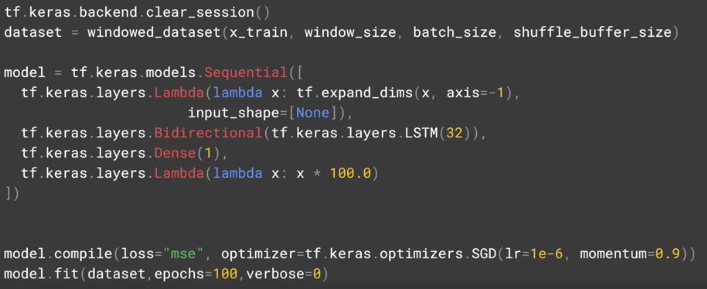 tf.keras.backend.clear_session()
dataset = windowed_dataset(x_train, window_size, batch_size, shuffle_buffer_size)
model = tf.keras.models.Sequential([
  tf.keras.layers.Lambda(lambda x: tf.expand_dims(x, axis=-1),
                      input_shape=[None]),
  tf.keras.layers.Bidirectional(tf.keras.layers.LSTM(32)),
  tf.keras.layers.Dense(1),
  tf.keras.layers.Lambda(lambda x: x * 100.0)
])
model.compile(loss="mse", optimizer=tf.keras.optimizers.SGD(lr=1e-6, momentum=0.9))
model.fit(dataset,epochs=100,verbose=0)